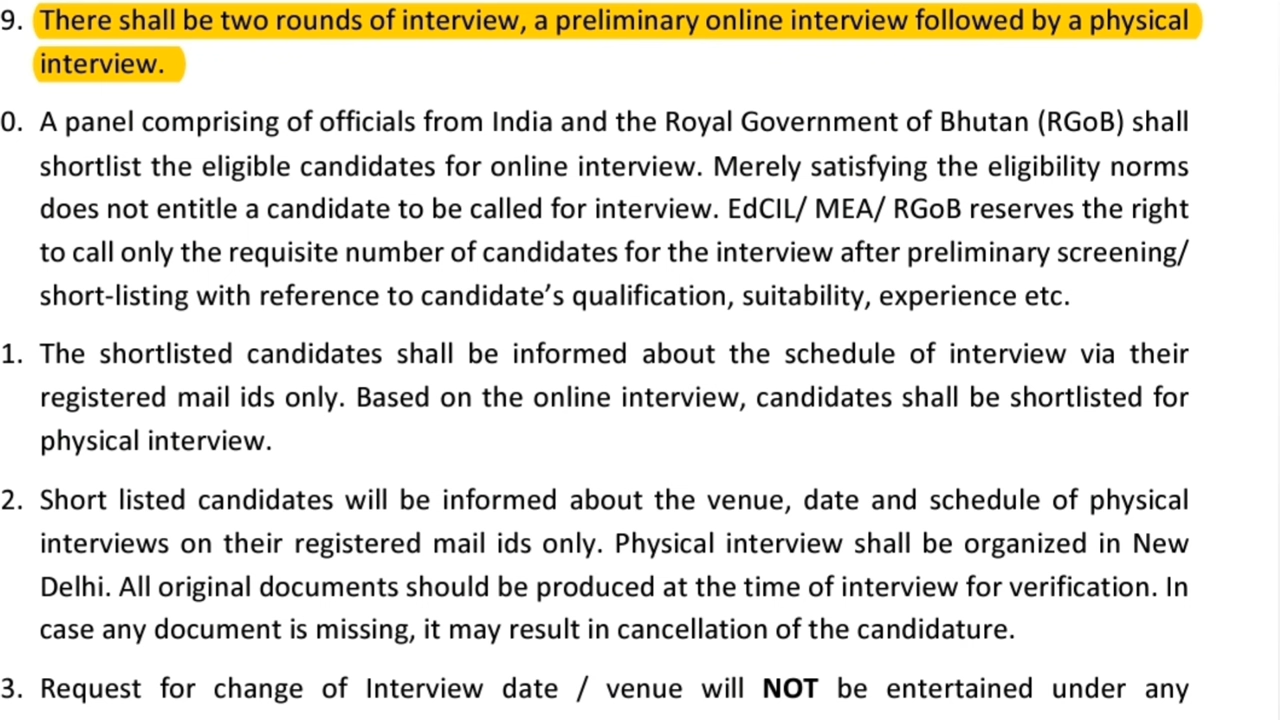 9. There shall be two rounds of interview, a preliminary online interview followed by a physical
interview.
0. A panel comprising of officials from India and the Royal Government of Bhutan (RGoB) shall
shortlist the eligible candidates for online interview. Merely satisfying the eligibility norms
does not entitle a candidate to be called for interview. EdCIL/ MEA/ RGoB reserves the right
to call only the requisite number of candidates for the interview after preliminary screening/
short-listing with reference to candidate’s qualification, suitability, experience etc.
1. The shortlisted candidates shall be informed about the schedule of interview via their
registered mail ids only. Based on the online interview, candidates shall be shortlisted for
physical interview.
2. Short listed candidates will be informed about the venue, date and schedule of physical
interviews on their registered mail ids only. Physical interview shall be organized in New
Delhi. All original documents should be produced at the time of interview for verification. In
case any document is missing, it may result in cancellation of the candidature.
3. Request for change of Interview date / venue will NOT be entertained under any